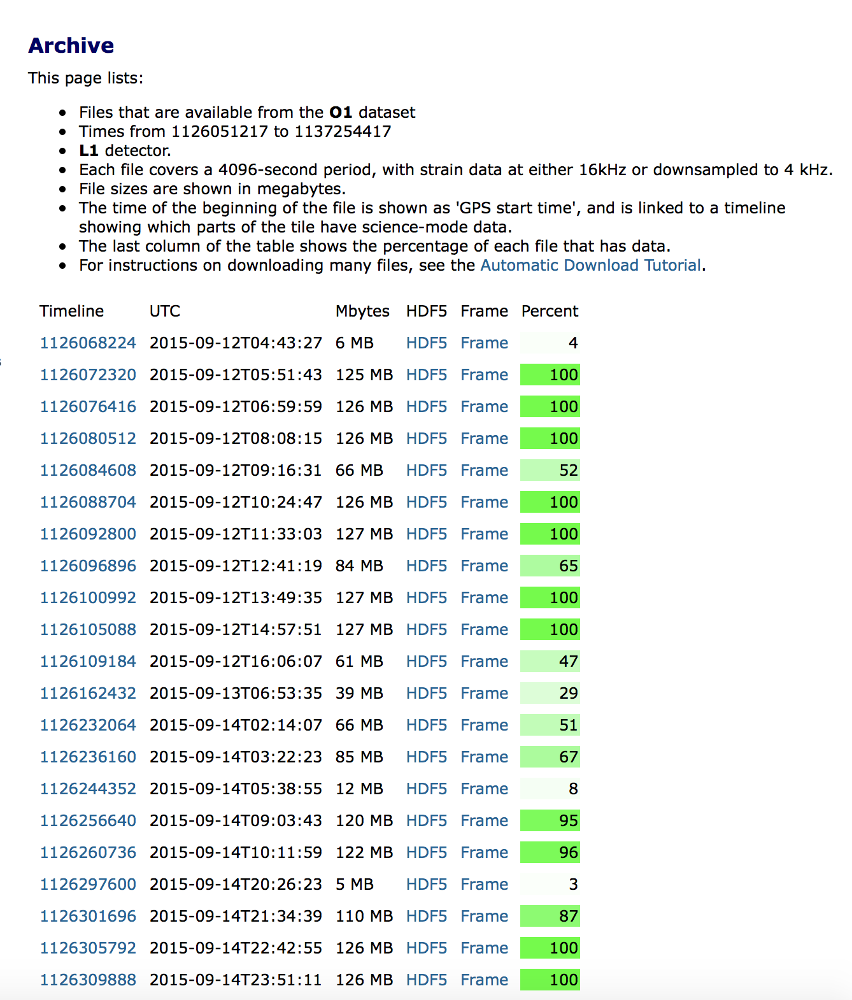 Archive
This page lists:
• Files that are available from the O1 dataset
• Times from 1126051217 to 1137254417
• L1 detector.
• Each file covers a 4096-second period, with strain data at either 16kHz or downsampled to 4 kHz.
• File sizes are shown in megabytes.
• The time of the beginning of the file is shown as 'GPS start time', and is linked to a timeline
showing which parts of the tile have science-mode data.
• The last column of the table shows the percentage of each file that has data.
• For instructions on downloading many files, see the Automatic Download Tutorial.
Timeline UTC Mbytes HDF5 Frame Percent
1126068224 2015-09-12T04:43:27 6 MB HDF5 Frame 4
1126072320 2015-09-12T05:51:43 125 MB HDF5 Frame 100
1126076416 2015-09-12T06:59:59 126 MB HDF5 Frame 100
1126080512 2015-09-12T08:08:15 126 MB HDF5 Frame 100
1126084608 2015-09-12T09:16:31 66 MB HDF5 Frame 52
1126088704 2015-09-12T10:24:47 126 MB HDF5 Frame 100
1126092800 2015-09-12T11:33:03 127 MB HDF5 Frame 100
1126096896 2015-09-12T12:41:19 84 MB HDF5 Frame 65
1126100992 2015-09-12T13:49:35 127 MB HDF5 Frame 100
1126105088 2015-09-12T14:57:51 127 MB HDF5 Frame 100
1126109184 2015-09-12T16:06:07 61 MB HDF5 Frame 47
1126162432 2015-09-13T06:53:35 39 MB HDF5 Frame 29
1126232064 2015-09-14T02:14:07 66 MB HDF5 Frame 51
1126236160 2015-09-14T03:22:23 85 MB HDF5 Frame 67
1126244352 2015-09-14T05:38:55 12 MB HDF5 Frame 8
1126256640 2015-09-14T09:03:43 120 MB HDF5 Frame 95
1126260736 2015-09-14T10:11:59 122 MB HDF5 Frame 96
1126297600 2015-09-14T20:26:23 5 MB HDF5 Frame 3
1126301696 2015-09-14T21:34:39 110 MB HDF5 Frame 87
1126305792 2015-09-14T22:42:55 126 MB HDF5 Frame 100
1126309888 2015-09-14T23:51:11 126 MB HDF5 Frame 100